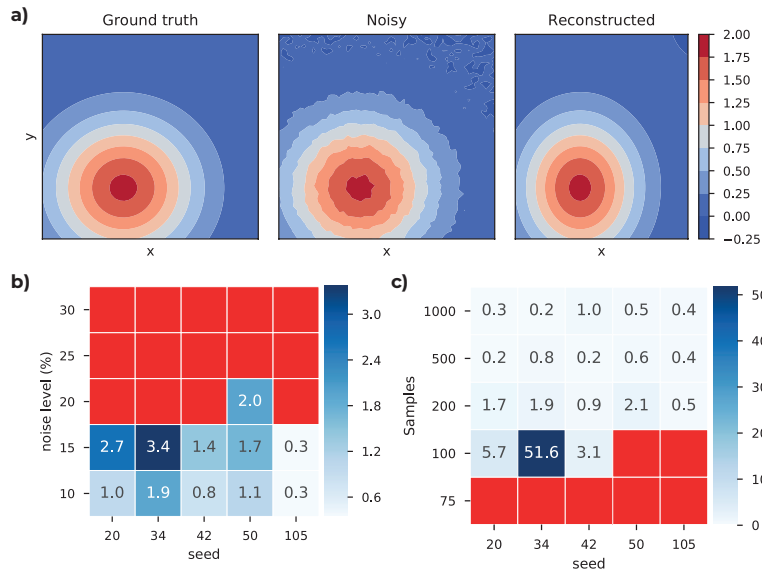 a)
Ground truth
Noisy
Reconstructed
y
x
x
x
2.00
1.75
1.50
1.25
1.00
0.75
0.50
0.25
0.00
−0.25
b)
noise level (%)
30
25
20
15
10
2.0
2.7 3.4 1.4 1.7 0.3
1.0 1.9 0.8 1.1 0.3
20 34 42 50 105
seed
3.0
2.4
1.8
1.2
0.6
c)
Samples
1000
500
200
100
75
0.3 0.2 1.0 0.5 0.4
0.2 0.8 0.2 0.6 0.4
1.7 1.9 0.9 2.1 0.5
5.7 51.6 3.1
20 34 42 50 105
seed
50
40
30
20
10
0